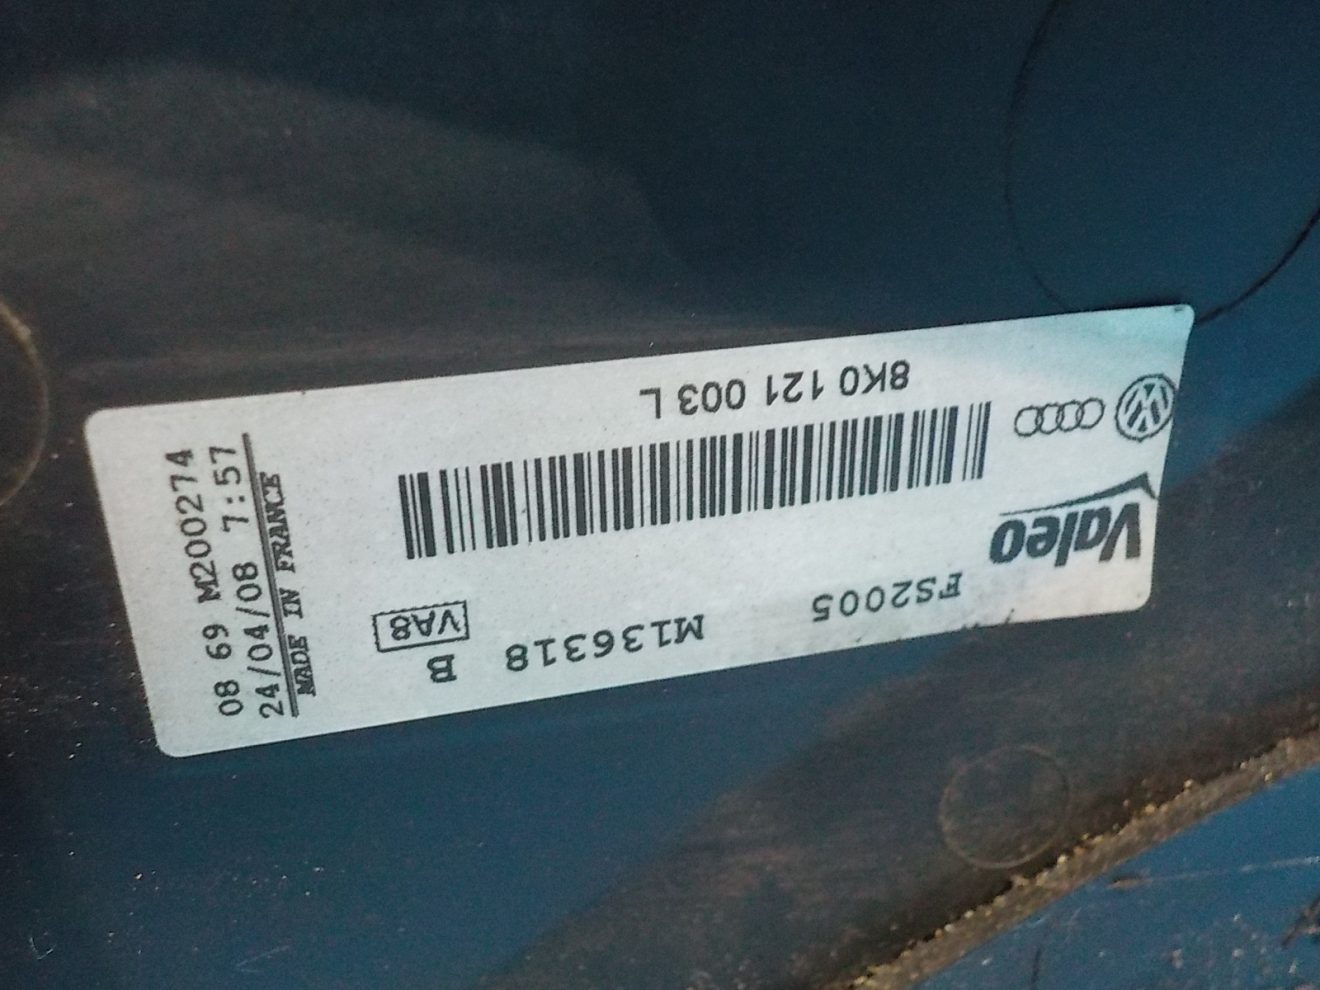 8K0 121 003 L
Valeo
FS2005
M136318
B
VA8
08 69 M200274
24/04/08 7:57
MADE IN FRANCE